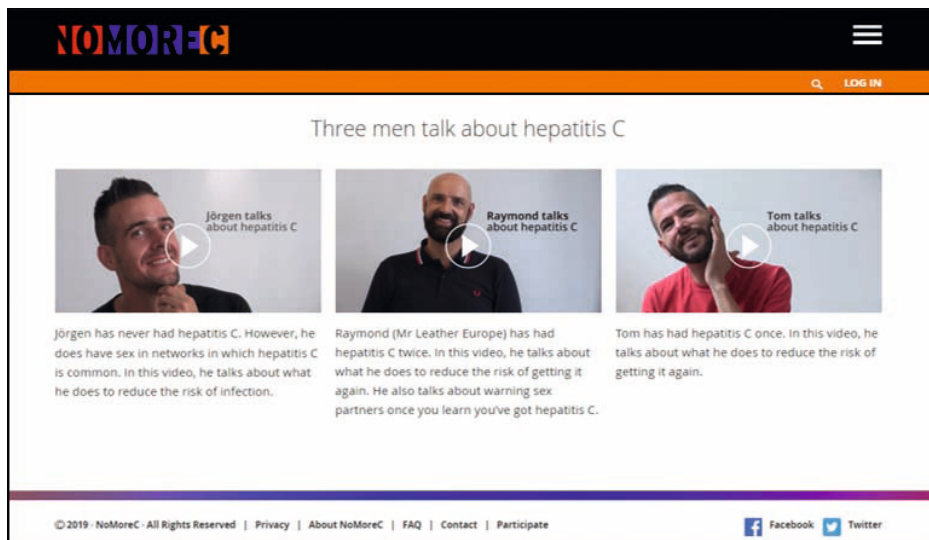 NOMOREC
LOG IN
Three men talk about hepatitis C
Jörgen talks
about hepatitis C
Raymond talks
about hepatitis C
Tom talks
about hepatitis C
Jörgen has never had hepatitis C. However, he
does have sex in networks in which hepatitis C
is common. In this video, he talks about what
he does to reduce the risk of infection.
Raymond (Mr Leather Europe) has had
hepatitis C twice. In this video, he talks about
what he does to reduce the risk of getting it
again. He also talks about warning sex
partners once you learn you've got hepatitis C.
Tom has had hepatitis C once. In this video, he
talks about what he does to reduce the risk of
getting it again.
© 2019 · NoMoreC · All Rights Reserved | Privacy | About NoMoreC | FAQ | Contact | Participate
Facebook Twitter